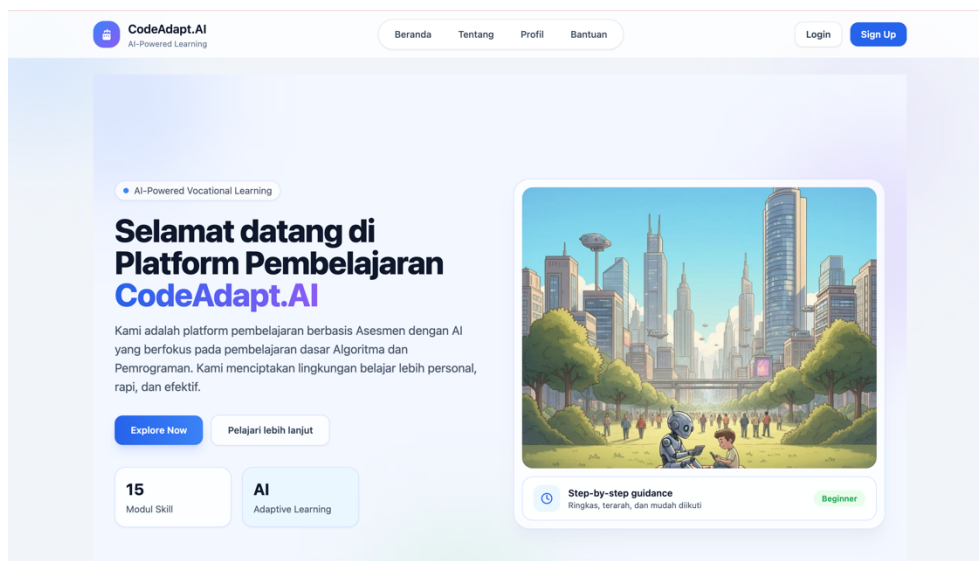 CodeAdapt.AI
AI-Powered Learning
Beranda
Tentang
Profil
Bantuan
Login
Sign Up
AI-Powered Vocational Learning
Selamat datang di
Platform Pembelajaran
CodeAdapt.AI
Kami adalah platform pembelajaran berbasis Asesmen dengan AI
yang berfokus pada pembelajaran dasar Algoritma dan
Pemrograman. Kami menciptakan lingkungan belajar lebih personal,
rapi, dan efektif.
Explore Now
Pelajari lebih lanjut
15
Modul Skill
AI
Adaptive Learning
Step-by-step guidance
Ringkas, terarah, dan mudah diikuti
Beginner